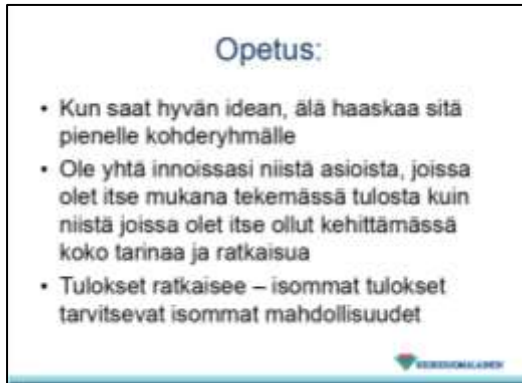 Opetus:
• Kun saat hyvän idean, älä haaskaa sitä
pienelle kohderyhmälle
• Ole yhtä innoissasi niistä asioista, joissa
olet itse mukana tekemässä tulosta kuin
niistä joissa olet itse ollut kehittämässä
koko tarinaa ja ratkaisua
• Tulokset ratkaisee – isommat tulokset
tarvitsevat isommat mahdollisuudet
KESKISUOMALAINEN